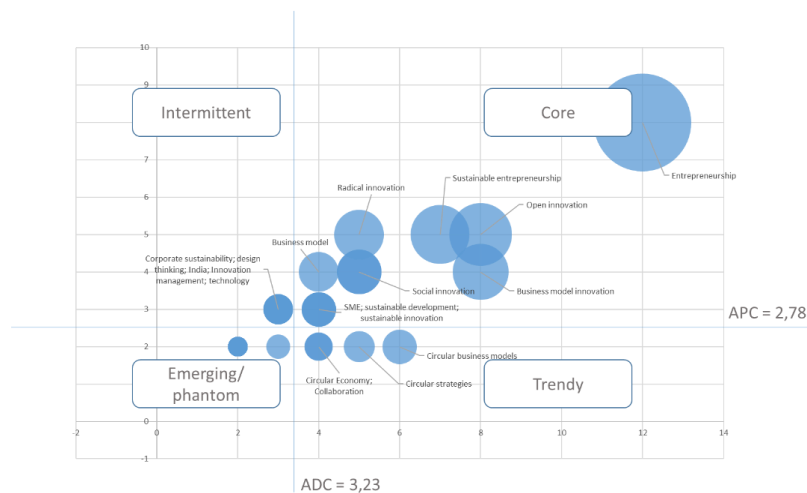 10
9
8
7
6
5
4
3
2
1
0
-1
-2
0
2
4
6
8
10
12
14
Intermittent
Core
Entrepreneurship
Sustainable entrepreneurship
Radical innovation
Open innovation
Business model
Corporate sustainability; design
thinking; India; Innovation
management; technology
Social innovation
Business model innovation
SME; sustainable development;
sustainable innovation
APC = 2,78
Circular business models
Emerging/
phantom
Circular Economy;
Collaboration
Circular strategies
Trendy
ADC = 3,23